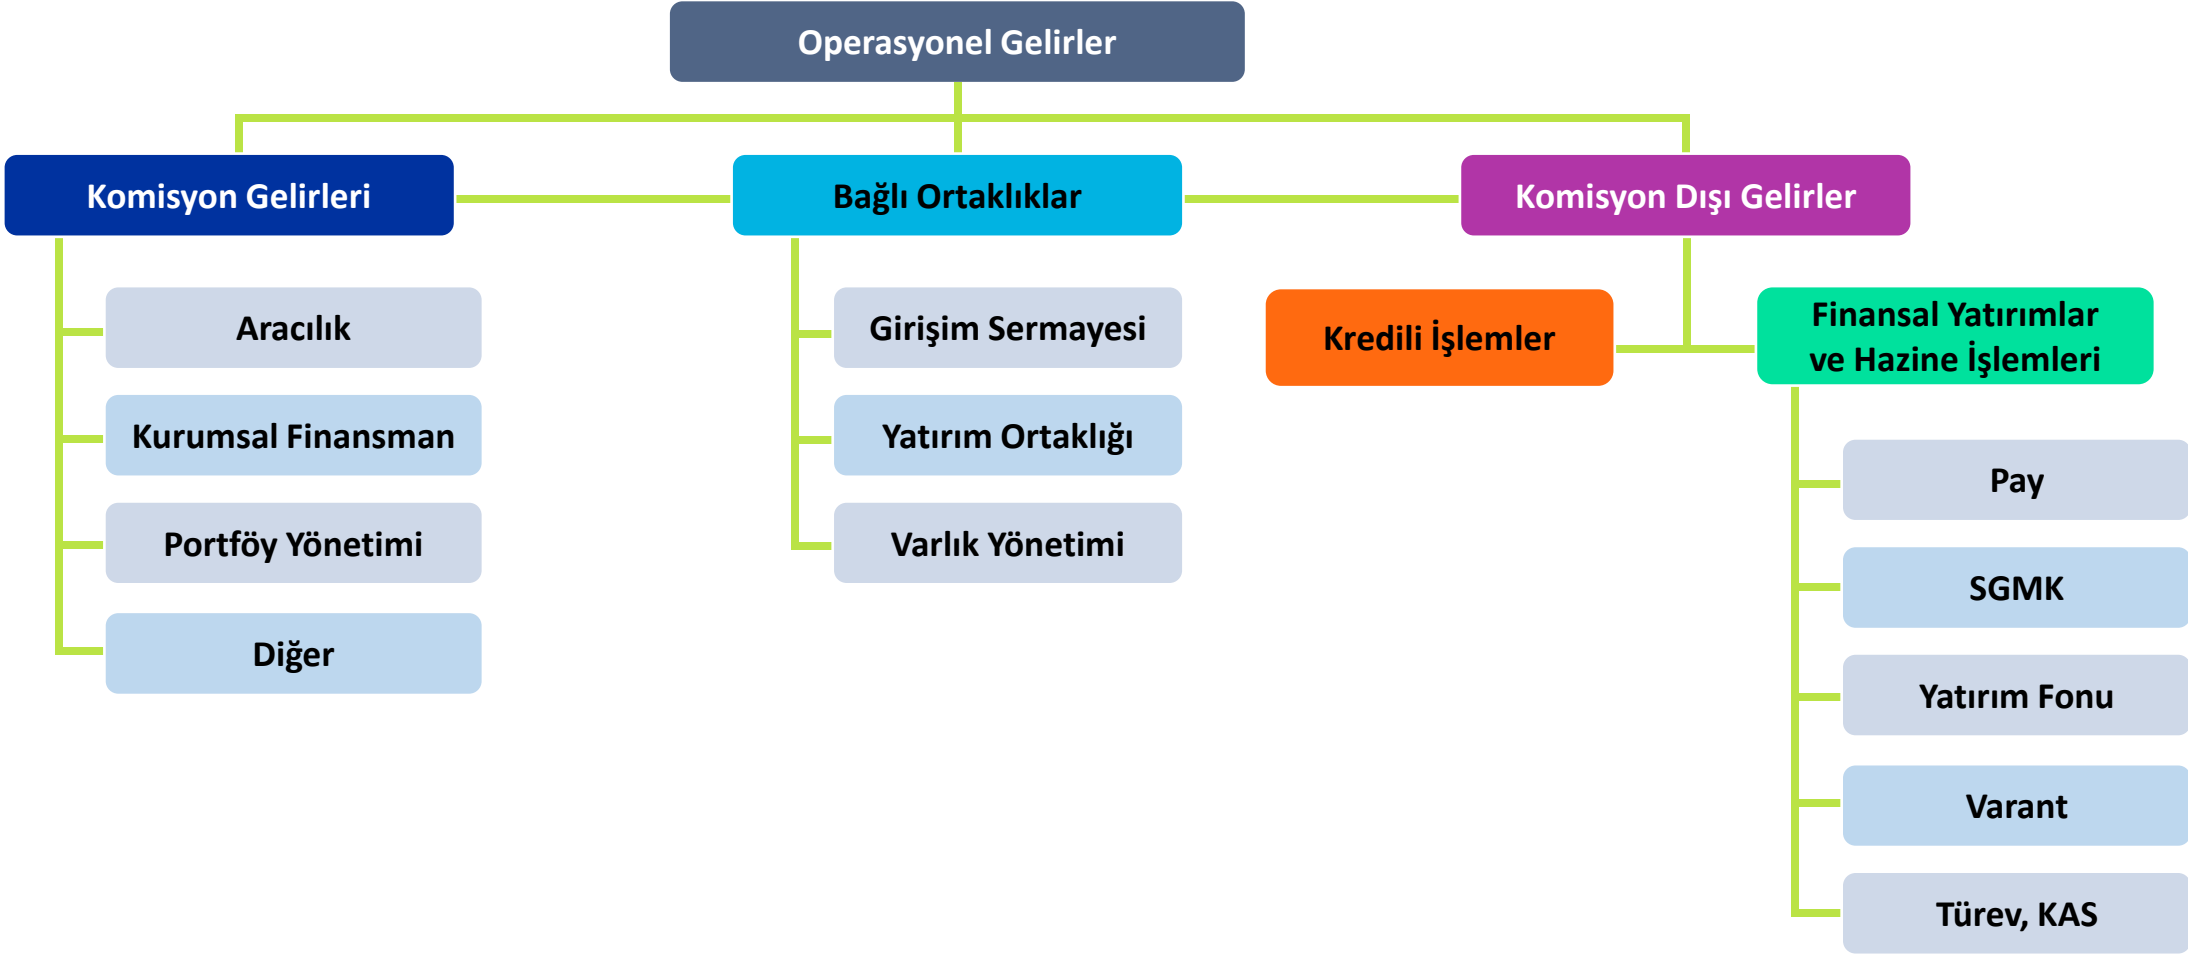 Operasyonel Gelirler
Komisyon Gelirleri
Bağlı Ortaklıklar
Komisyon Dışı Gelirler
Aracılık
Kurumsal Finansman
Portföy Yönetimi
Diğer
Girişim Sermayesi
Yatırım Ortaklığı
Varlık Yönetimi
Kredili İşlemler
Finansal Yatırımlar
ve Hazine İşlemleri
Pay
SGMK
Yatırım Fonu
Varant
Türev, KAS